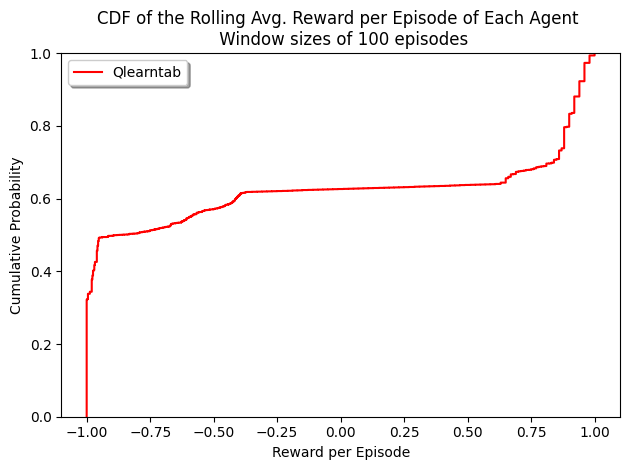 CDF of the Rolling Avg. Reward per Episode of Each Agent
Window sizes of 100 episodes
Qlearntab
Cumulative Probability
1.0
0.8
0.6
0.4
0.2
0.0
−1.00 −0.75 −0.50 −0.25 0.00 0.25 0.50 0.75 1.00
Reward per Episode